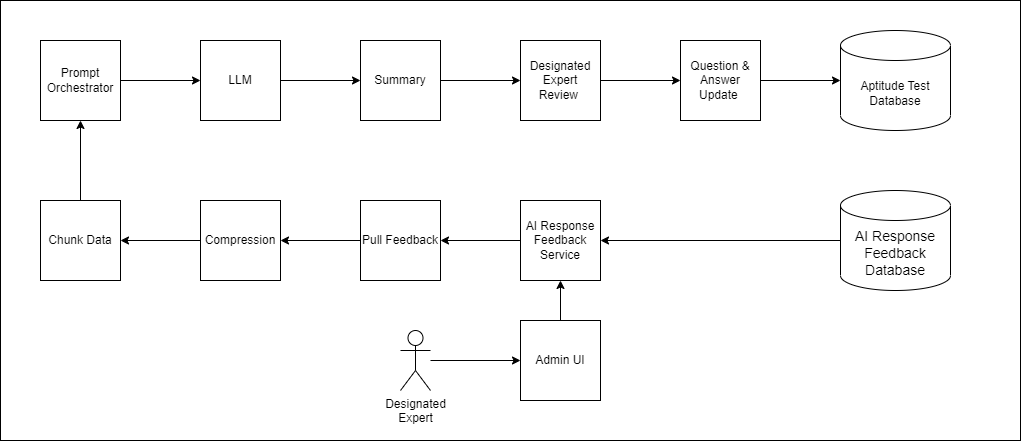 Prompt
Orchestrator
LLM
Summary
Designated
Expert
Review
Question &
Answer
Update
Aptitude Test
Database
Chunk Data
Compression
Pull Feedback
AI Response
Feedback
Service
AI Response
Feedback
Database
Admin UI
Designated
Expert